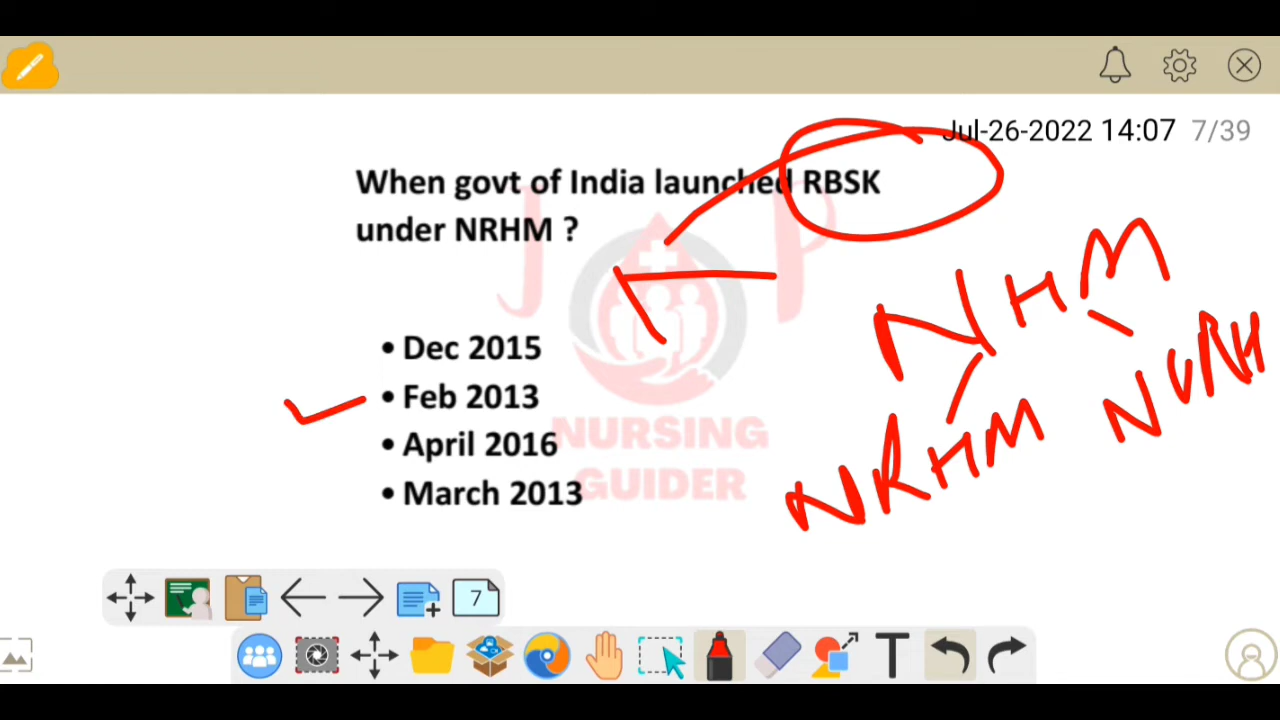 Jul-26-2022 14:07 7/39
When govt of India launched RBSK
under NRHM ?
J P
• Dec 2015
• Feb 2013
• April 2016
• March 2013
NURSING
GUIDER
NHM
NRHM
7
T